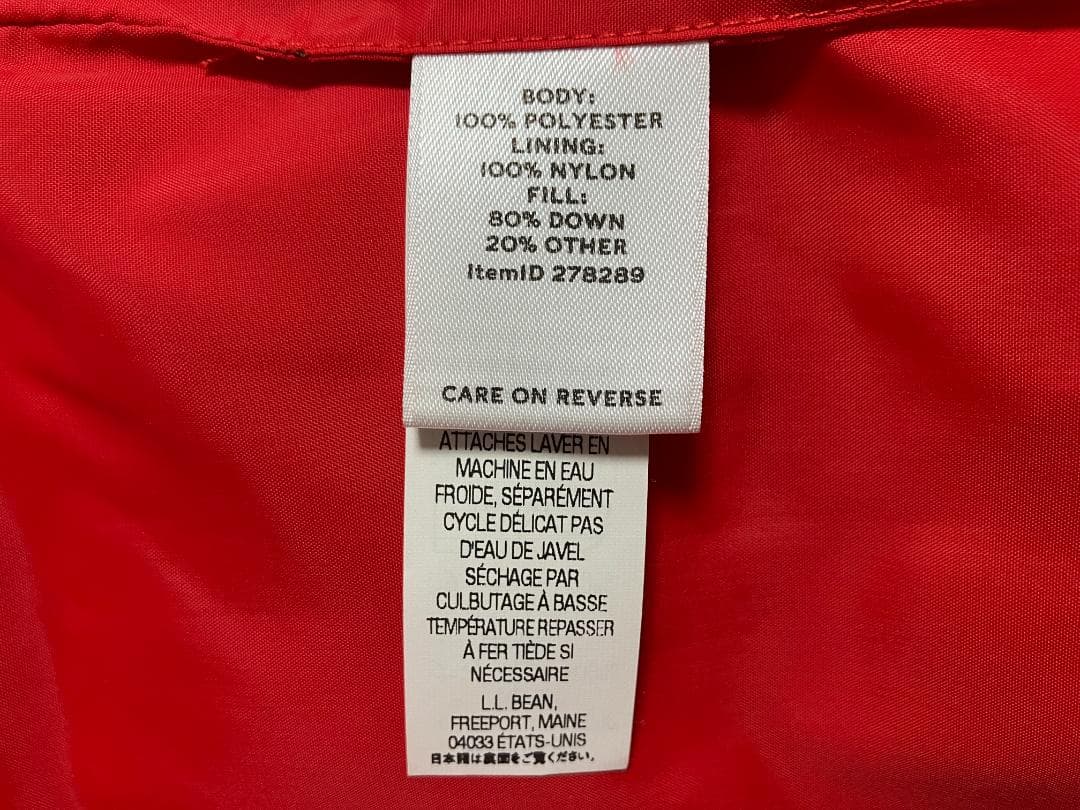 BODY:
100% POLYESTER
LINING:
100% NYLON
FILL:
80% DOWN
20% OTHER
ItemID 278289
CARE ON REVERSE
ATTACHES LAVER EN
MACHINE EN EAU
FROIDE, SÉPARÉMENT
CYCLE DÉLICAT PAS
D'EAU DE JAVEL
SÉCHAGE PAR
CULBUTAGE À BASSE
TEMPÉRATURE REPASSER
À FER TIÈDE SI
NÉCESSAIRE
L.L. BEAN,
FREEPORT, MAINE
04033 ÉTATS-UNIS
日本語は裏面をご覧ください。